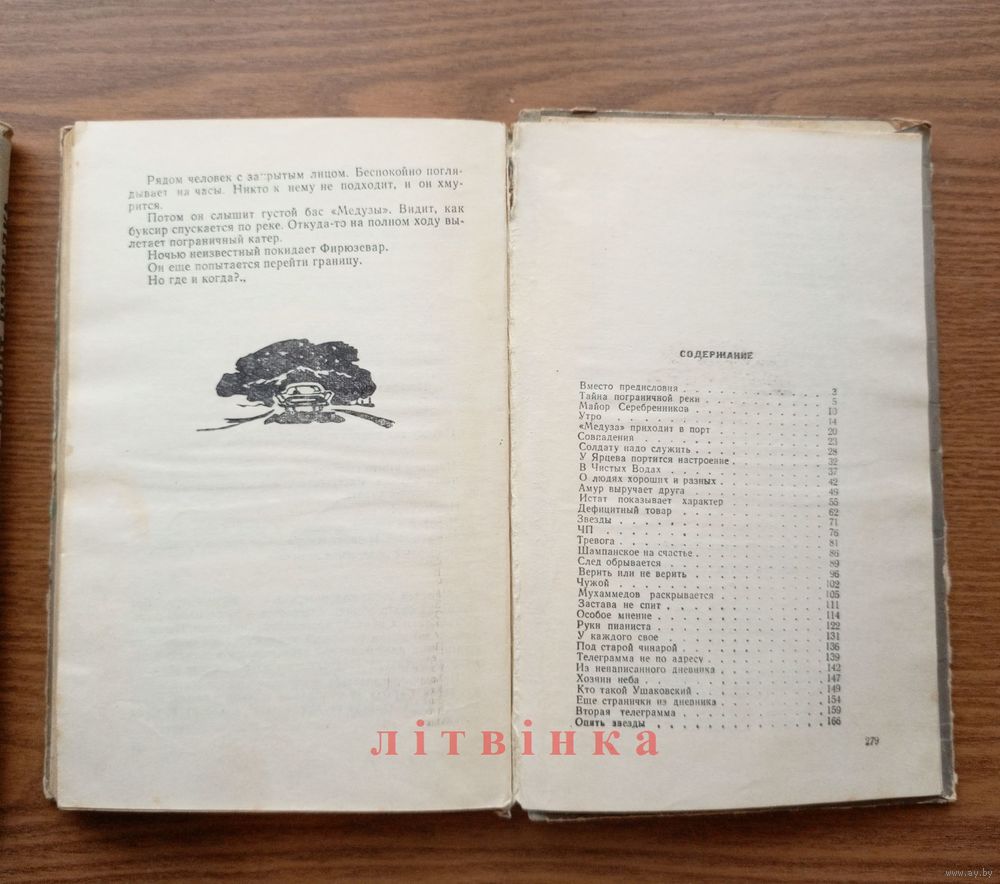 Рядом человек с закрытым лицом. Беспокойно погля-
дывает на часы. Никто к нему не подходит, и он хму-
рится.
Потом он слышит густой бас «Медузы». Видит, как
буксир спускается по реке. Откуда-то на полном ходу вы-
летает пограничный катер.
Ночью неизвестный покидает Фирюзевар.
Он еще попытается перейти границу.
Но где и когда?..
СОДЕРЖАНИЕ
Вместо предисловия . . . . . . . . . . 3
Тайна пограничной реки . . . . . . . . . . 5
Майор Серебренников . . . . . . . . . . 10
Утро . . . . . . . . . . 14
«Медуза» приходит в порт . . . . . . . . . . 20
Совпадения . . . . . . . . . . 23
Солдату надо служить . . . . . . . . . . 28
У Ярцева портится настроение . . . . . . . . . . 32
В Чистых Водах . . . . . . . . . . 37
О людях хороших и разных . . . . . . . . . . 42
Амур выручает друга . . . . . . . . . . 49
Истат показывает характер . . . . . . . . . . 55
Дефицитный товар . . . . . . . . . . 62
Звезды . . . . . . . . . . 71
ЧП . . . . . . . . . . 76
Тревога . . . . . . . . . . 81
Шампанское на счастье . . . . . . . . . . 86
След обрывается . . . . . . . . . . 89
Верить или не верить . . . . . . . . . . 96
Чужой . . . . . . . . . . 102
Мухаммедов раскрывается . . . . . . . . . . 105
Застава не спит . . . . . . . . . . 111
Особое мнение . . . . . . . . . . 114
Руки пианиста . . . . . . . . . . 122
У каждого свое . . . . . . . . . . 131
Под старой чинарой . . . . . . . . . . 136
Телеграмма не по адресу . . . . . . . . . . 139
Из ненаписанного дневника . . . . . . . . . . 142
Хозяин неба . . . . . . . . . . 147
Кто такой Ушаковский . . . . . . . . . . 149
Еще странички из дневника . . . . . . . . . . 154
Вторая телеграмма . . . . . . . . . . 159
Опять звезды . . . . . . . . . . 166
279
літвінка
www.ay.by